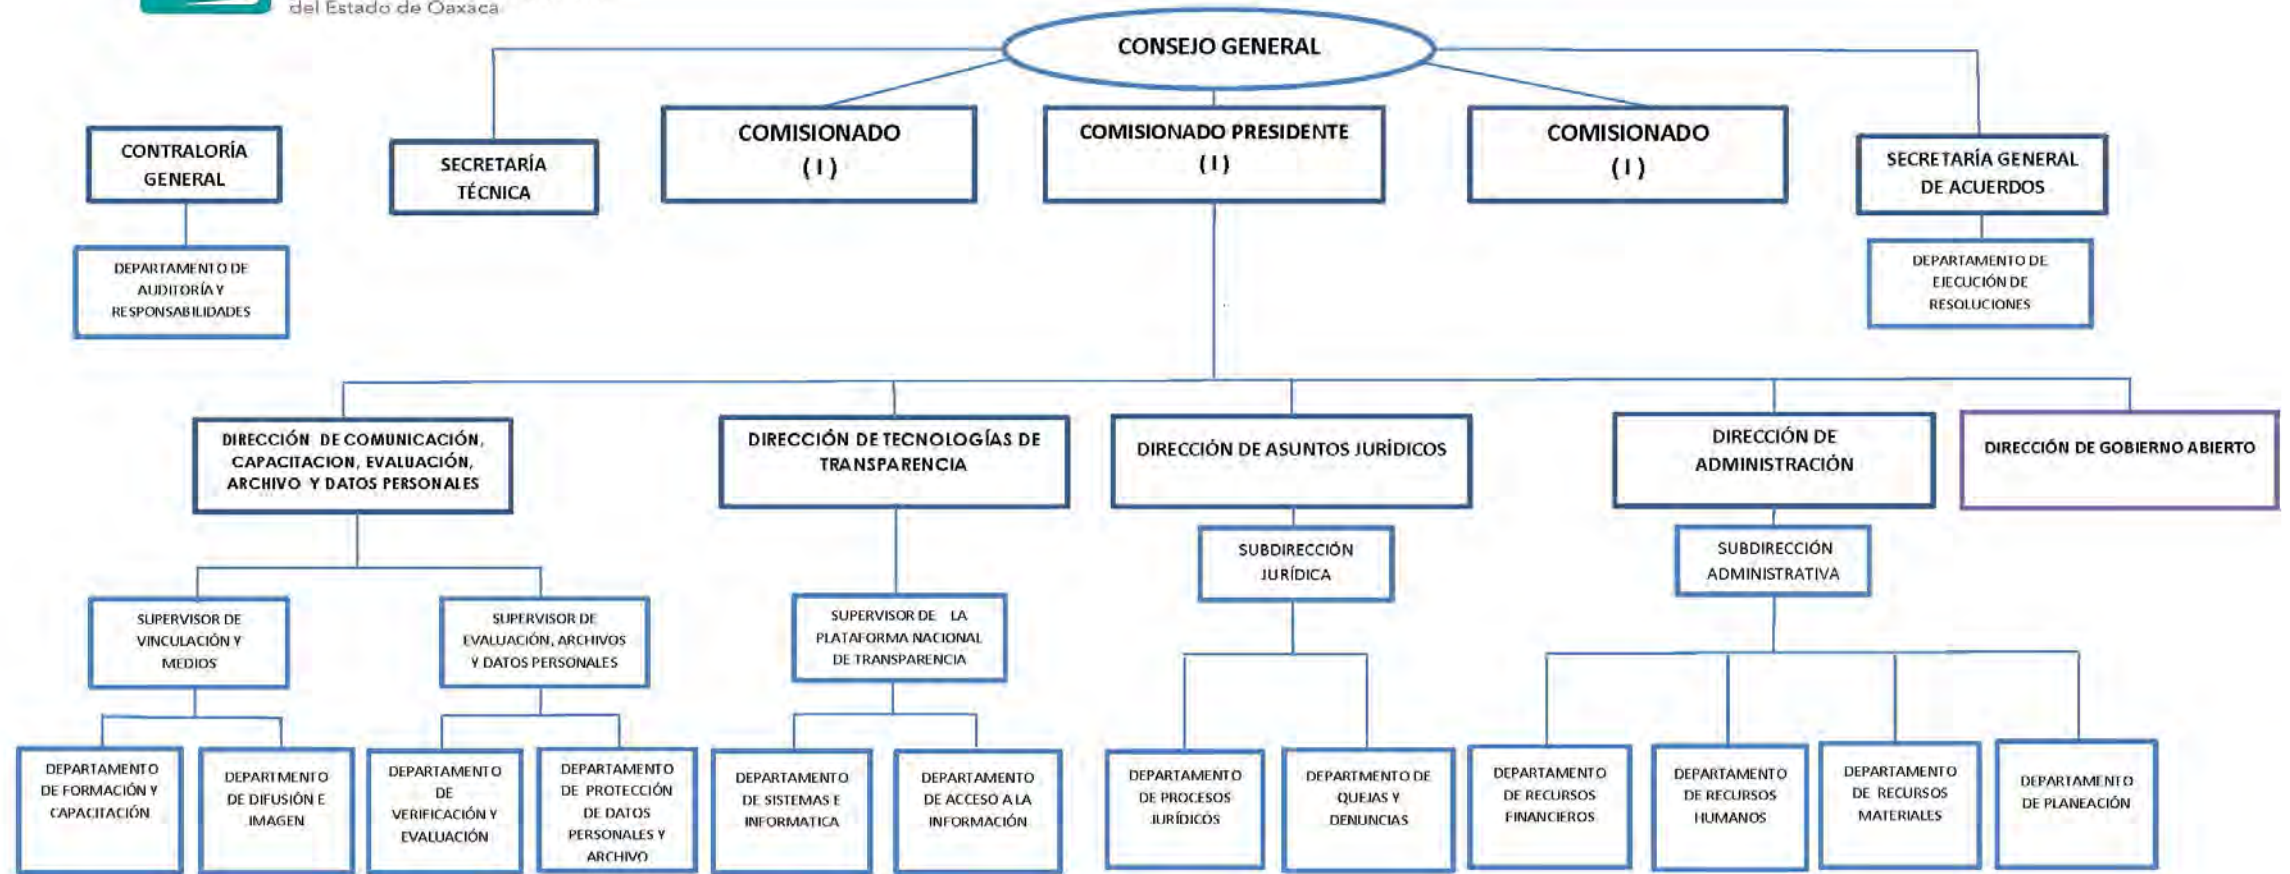 del Estado de Oaxaca
CONSEJO GENERAL
CONTRALORÍA
GENERAL
SECRETARÍA
TÉCNICA
COMISIONADO
( I )
COMISIONADO PRESIDENTE
( I )
COMISIONADO
( I )
SECRETARÍA GENERAL
DE ACUERDOS
DEPARTAMENTO DE
AUDITORÍA Y
RESPONSABILIDADES
DEPARTAMENTO DE
EJECUCIÓN DE
RESOLUCIONES
DIRECCIÓN DE COMUNICACIÓN,
CAPACITACION, EVALUACIÓN,
ARCHIVO Y DATOS PERSONALES
DIRECCIÓN DE TECNOLOGÍAS DE
TRANSPARENCIA
DIRECCIÓN DE ASUNTOS JURÍDICOS
DIRECCIÓN DE
ADMINISTRACIÓN
DIRECCIÓN DE GOBIERNO ABIERTO
SUBDIRECCIÓN
JURÍDICA
SUBDIRECCIÓN
ADMINISTRATIVA
SUPERVISOR DE
VINCULACIÓN Y
MEDIOS
SUPERVISOR DE
EVALUACIÓN, ARCHIVOS
Y DATOS PERSONALES
SUPERVISOR DE LA
PLATAFORMA NACIONAL
DE TRANSPARENCIA
DEPARTAMENTO
DE FORMACIÓN Y
CAPACITACIÓN
DEPARTMENTO
DE DIFUSIÓN E
IMAGEN
DEPARTAMENTO
DE
VERIFICACIÓN Y
EVALUACIÓN
DEPARTAMENTO
DE PROTECCIÓN
DE DATOS
PERSONALES Y
ARCHIVO
DEPARTAMENTO
DE SISTEMAS E
INFORMATICA
DEPARTAMENTO
DE ACCESO A LA
INFORMACIÓN
DEPARTAMENTO
DE PROCESOS
JURÍDICOS
DEPARTMENTO DE
QUEJAS Y
DENUNCIAS
DEPARTAMENTO
DE RECURSOS
FINANCIEROS
DEPARTAMENTO
DE RECURSOS
HUMANOS
DEPARTAMENTO
DE RECURSOS
MATERIALES
DEPARTAMENTO
DE PLANEACIÓN